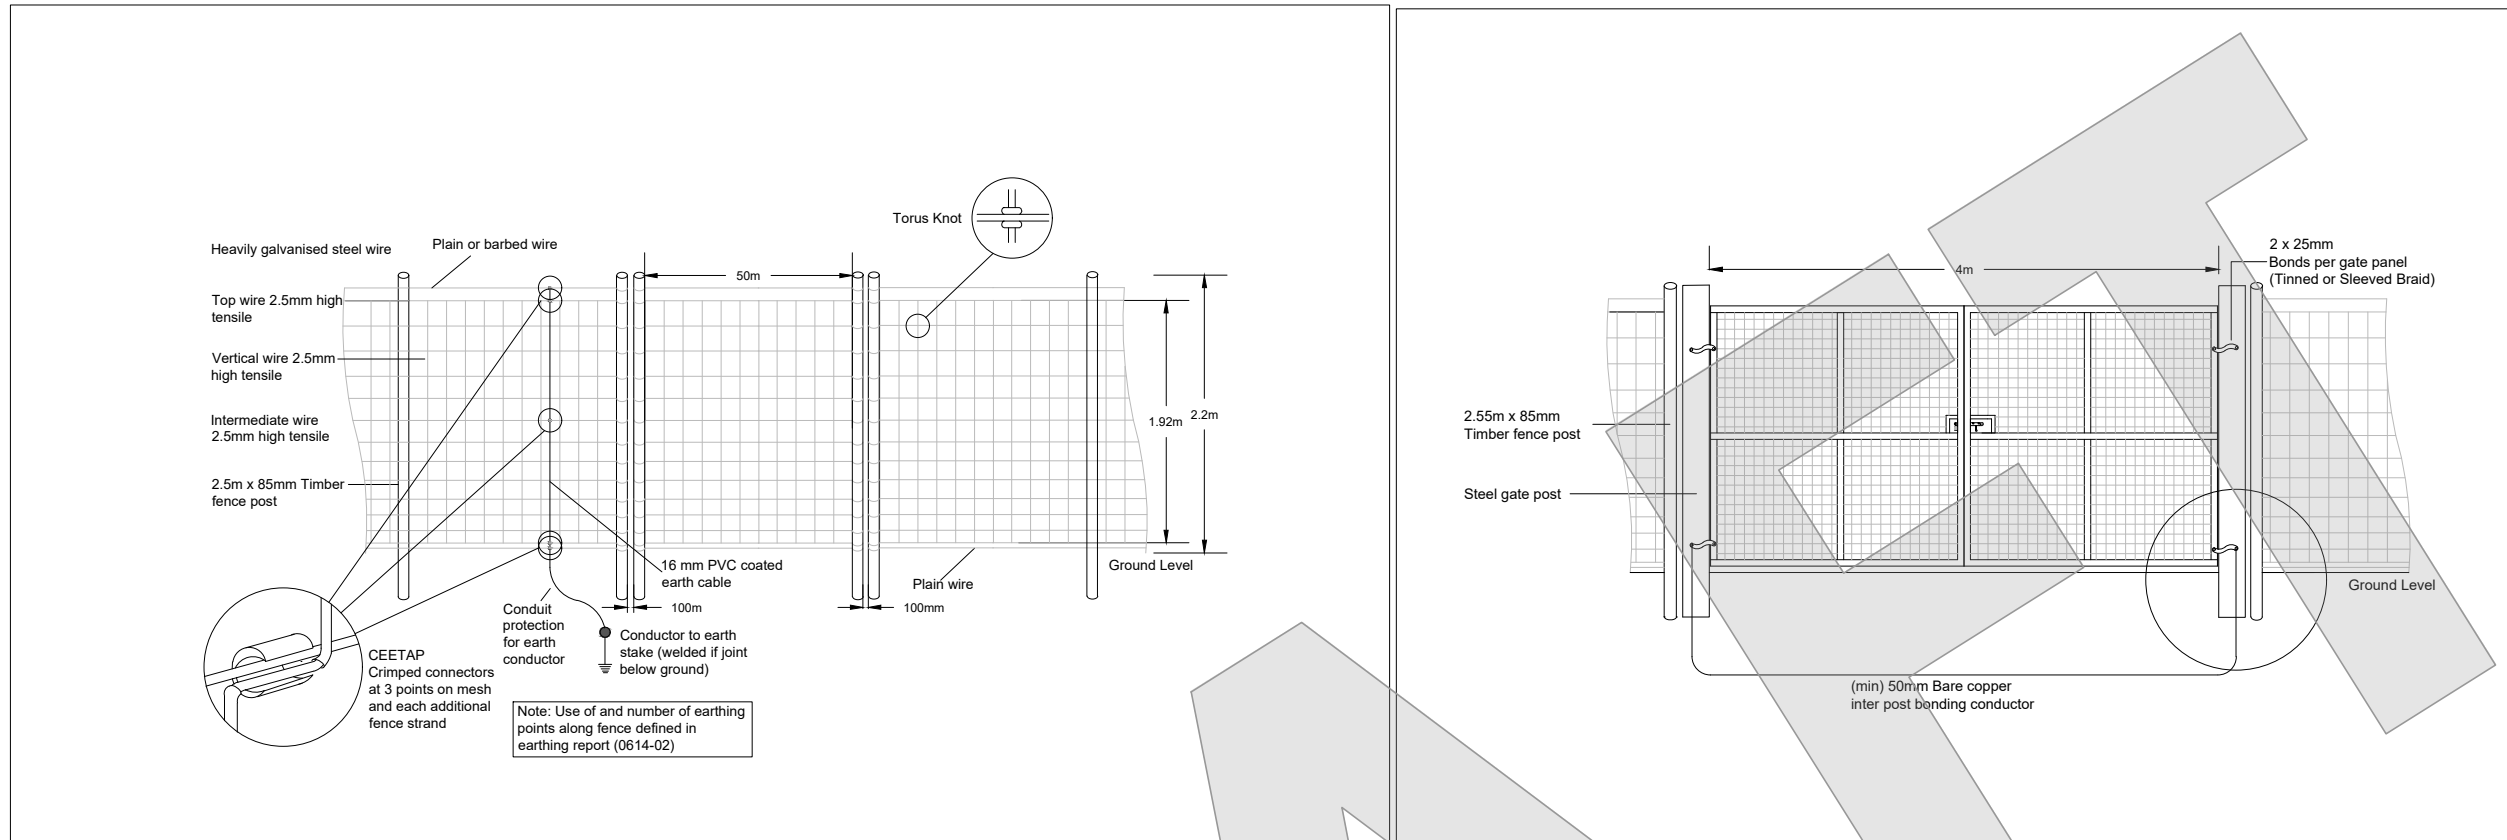 Torus Knot
Heavily galvanised steel wire
Plain or barbed wire
50m
Top wire 2.5mm high
tensile
Vertical wire 2.5mm
high tensile
Intermediate wire
2.5mm high tensile
1.92m
2.2m
2.5m x 85mm Timber
fence post
16 mm PVC coated
earth cable
Plain wire
Ground Level
100m
100mm
Conduit
protection
for earth
conductor
Conductor to earth
stake (welded if joint
below ground)
CEETAP
Crimped connectors
at 3 points on mesh
and each additional
fence strand
Note: Use of and number of earthing
points along fence defined in
earthing report (0614-02)
4m
2 x 25mm
Bonds per gate panel
(Tinned or Sleeved Braid)
2.55m x 85mm
Timber fence post
Steel gate post
Ground Level
(min) 50mm Bare copper
inter post bonding conductor